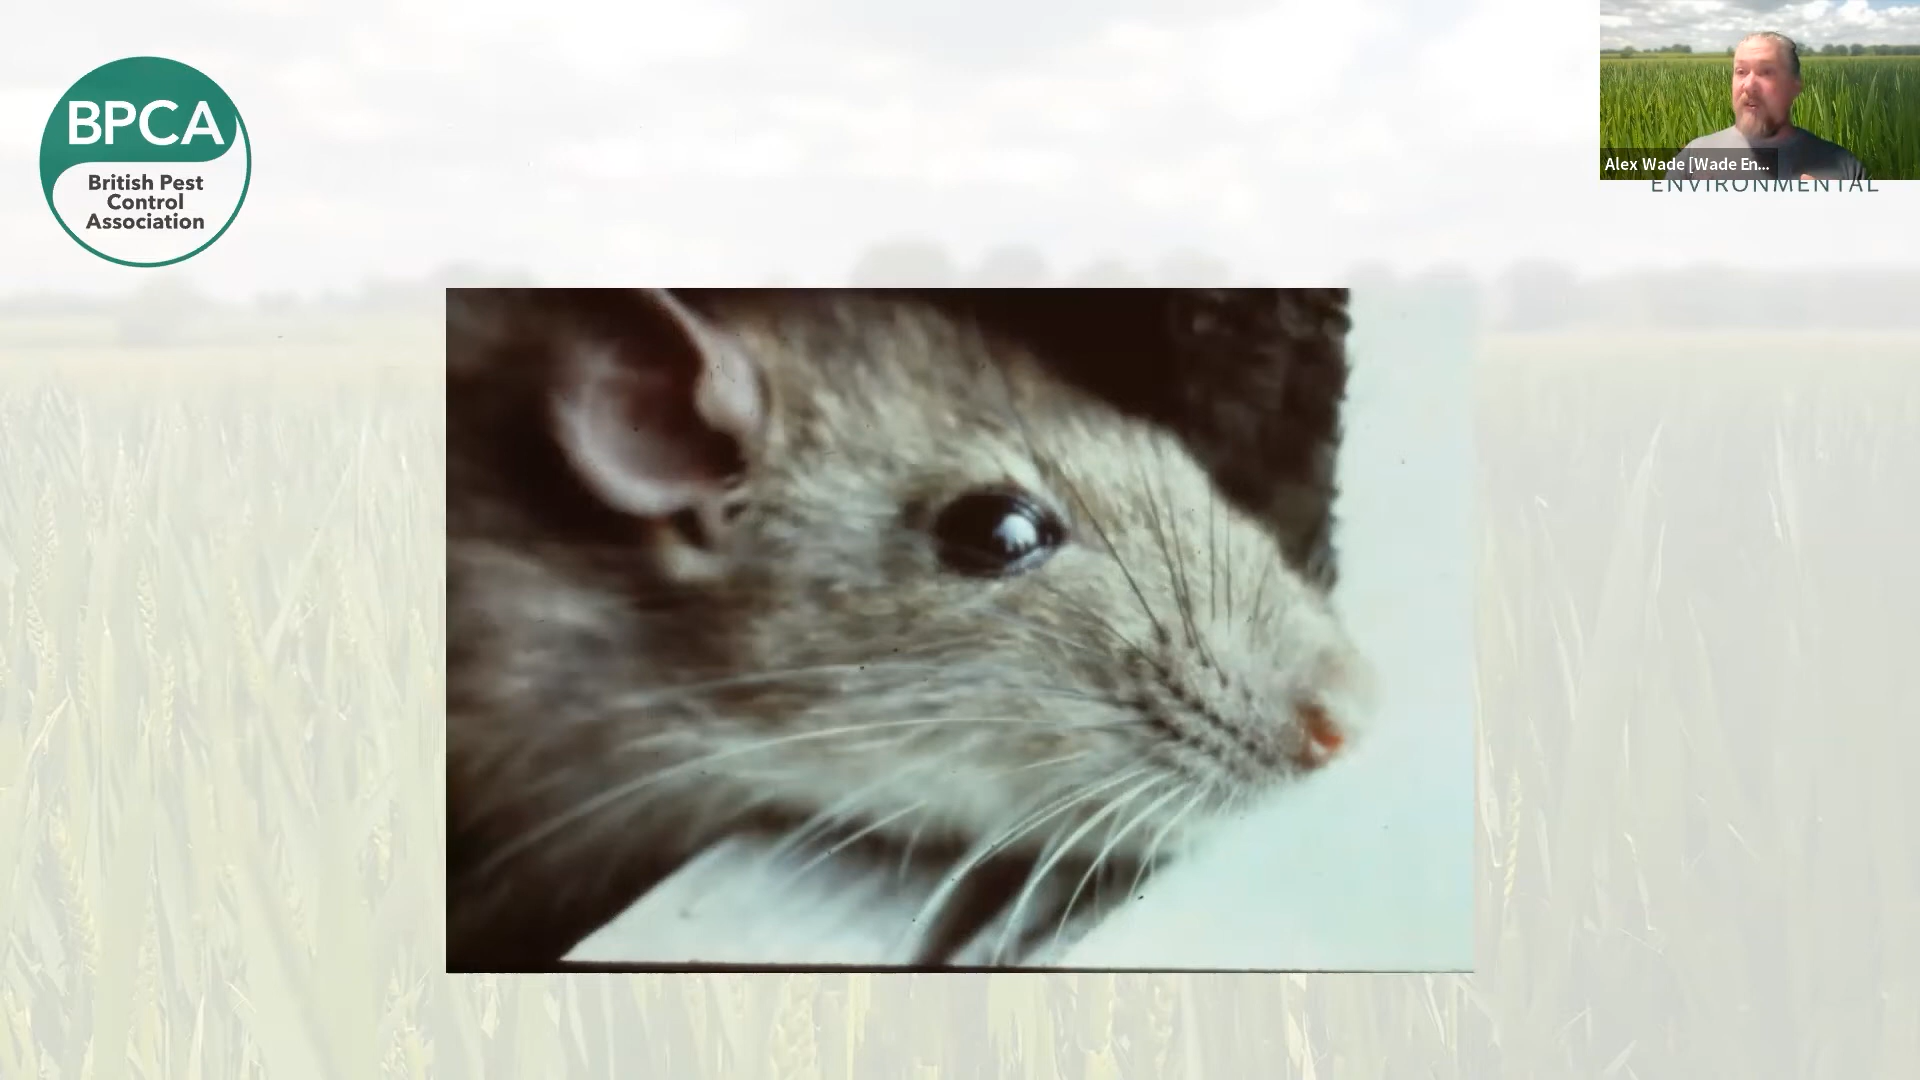 BPCA
British Pest
Control
Association
Alex Wade [Wade En...
ENVIRONMENTAL